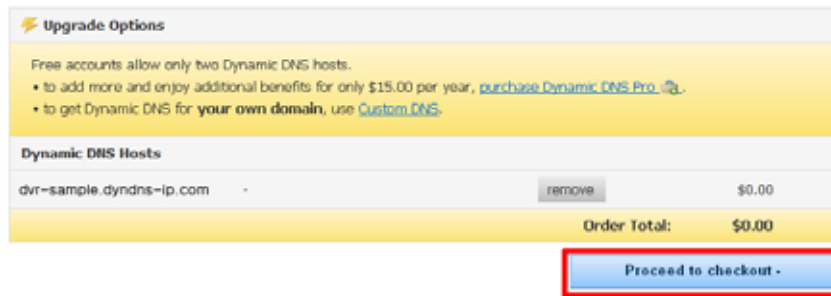 Upgrade Options
Free accounts allow only two Dynamic DNS hosts.
• to add more and enjoy additional benefits for only $15.00 per year, purchase Dynamic DNS Pro .
• to get Dynamic DNS for your own domain, use Custom DNS.
Dynamic DNS Hosts
dvr-sample.dyndns-ip.com - remove $0.00
Order Total: $0.00
Proceed to checkout -